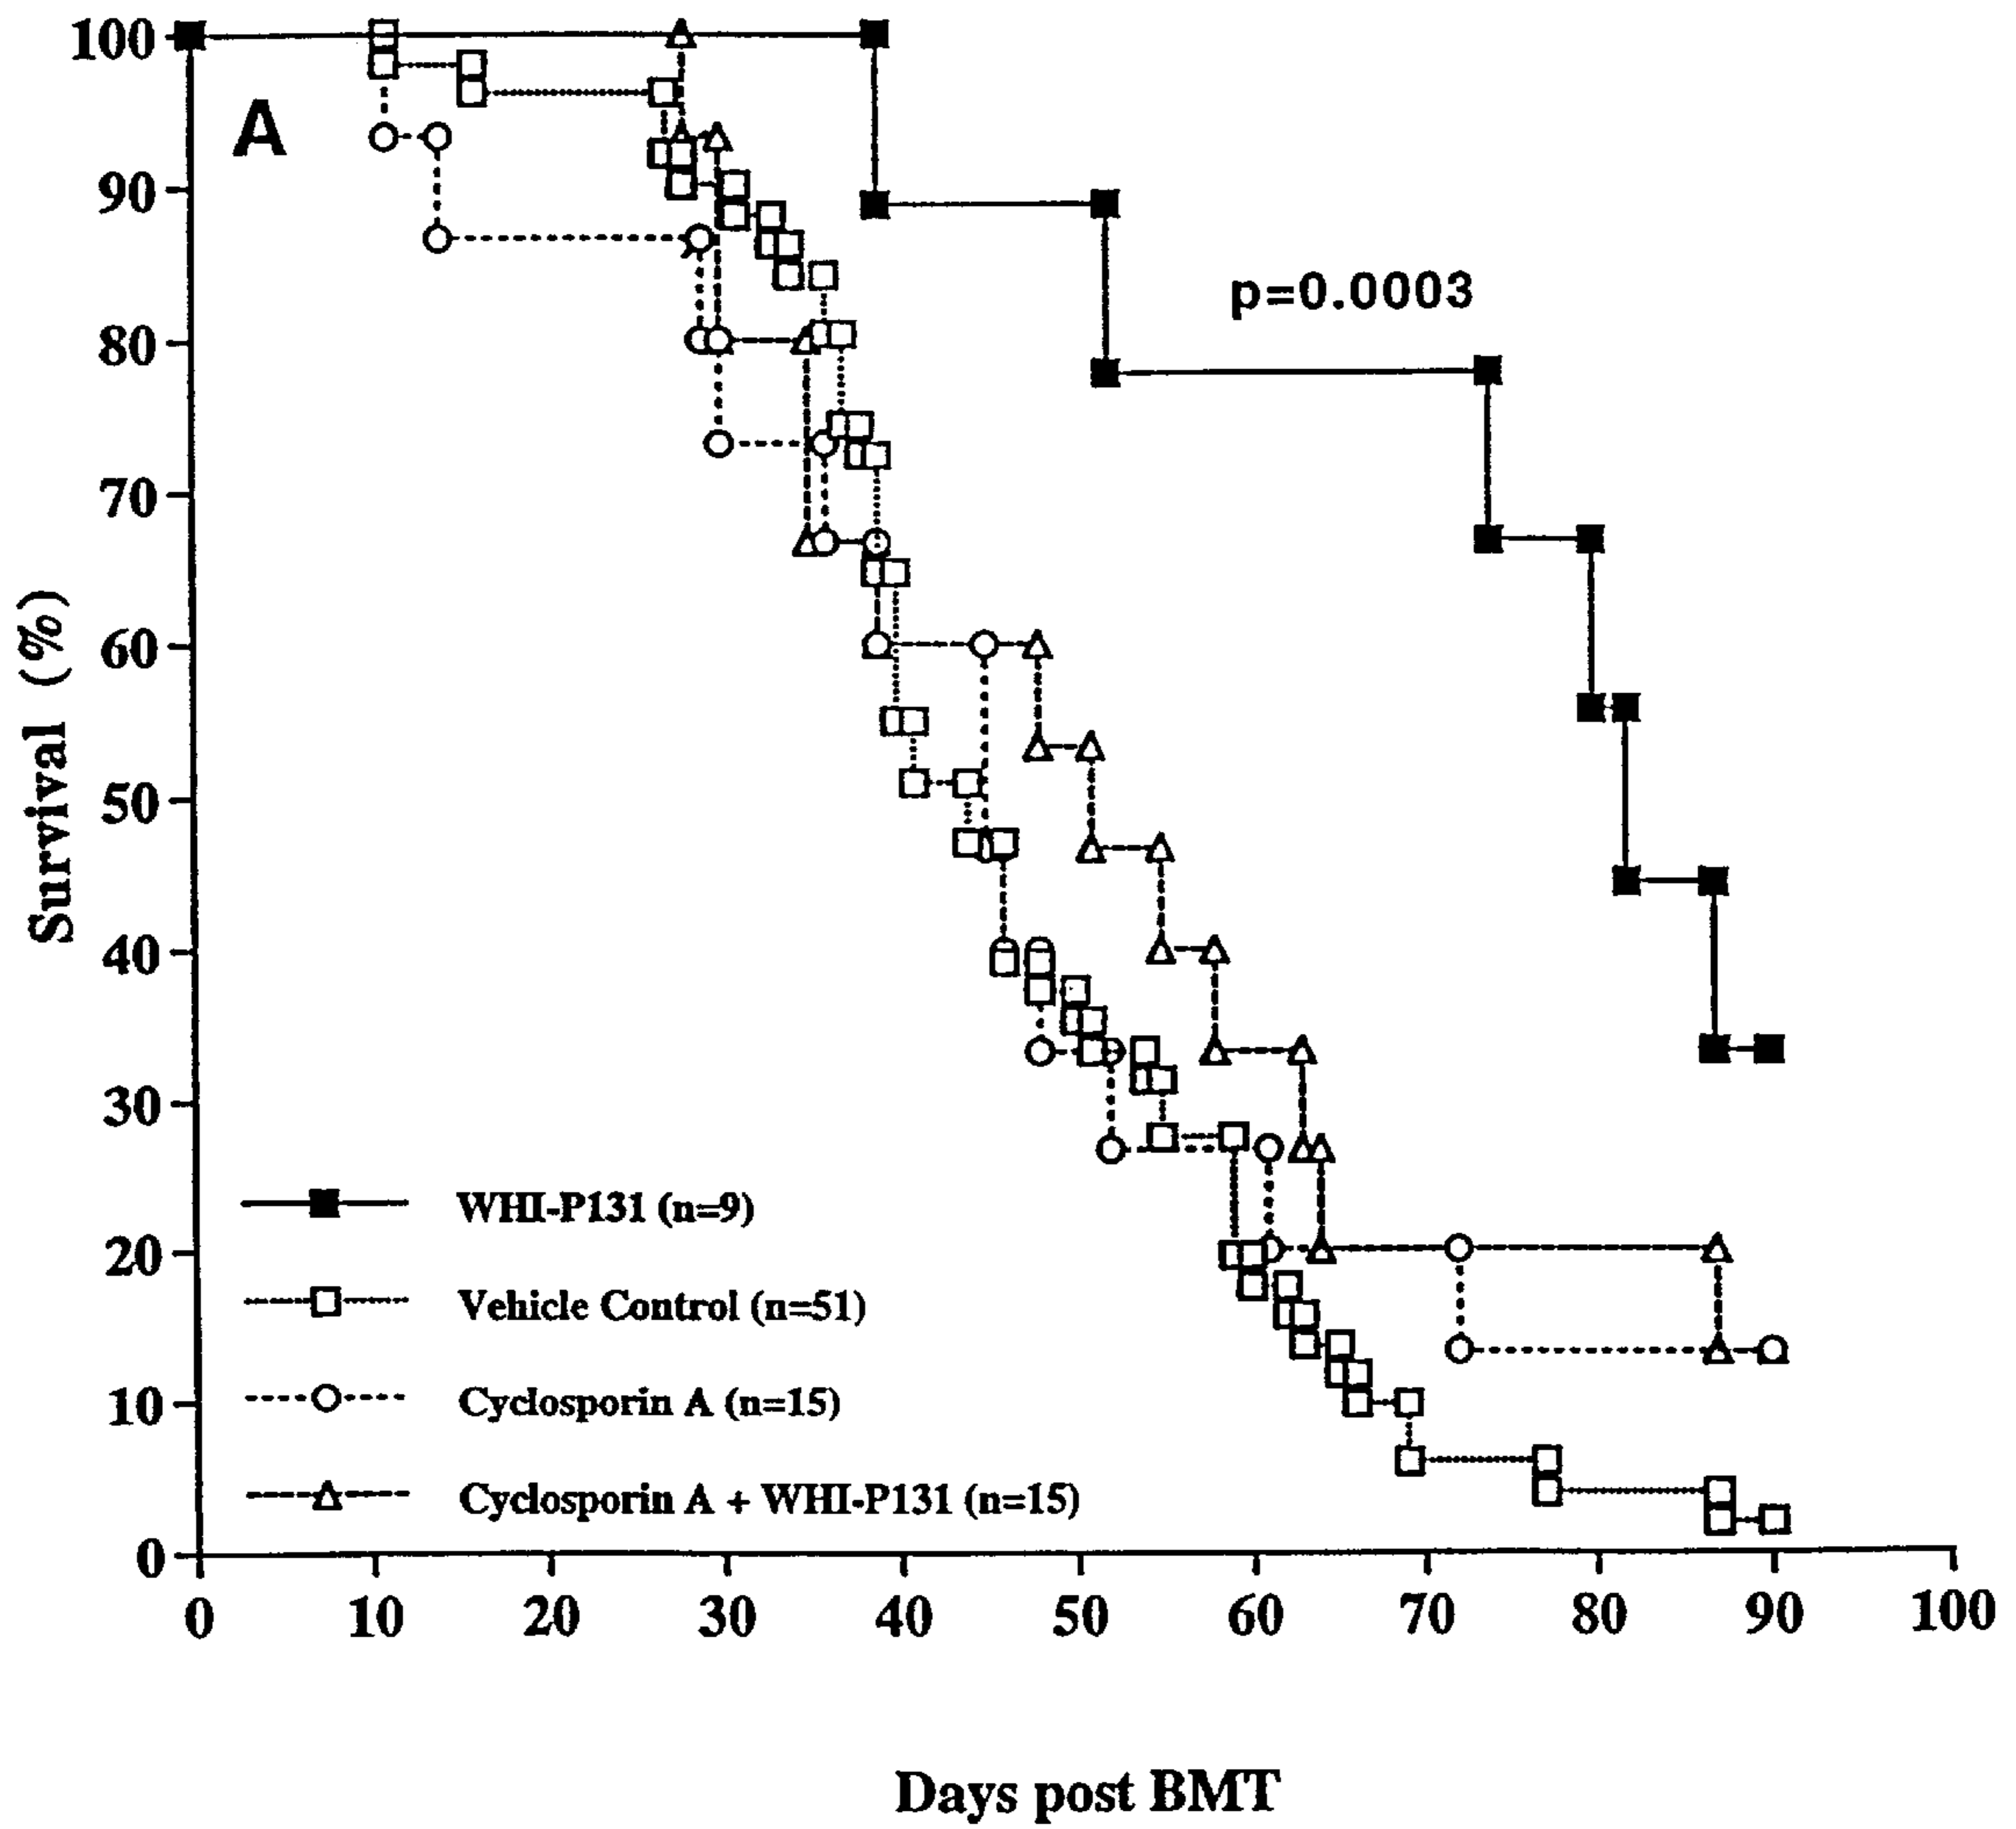 100
A
90
p=0.0003
80
70
60
50
40
30
20
10
0
Survival (%)
WHI-P131 (n=9)
Vehicle Control (n=51)
Cyclosporin A (n=15)
Cyclosporin A + WHI-P131 (n=15)
0 10 20 30 40 50 60 70 80 90 100
Days post BMT